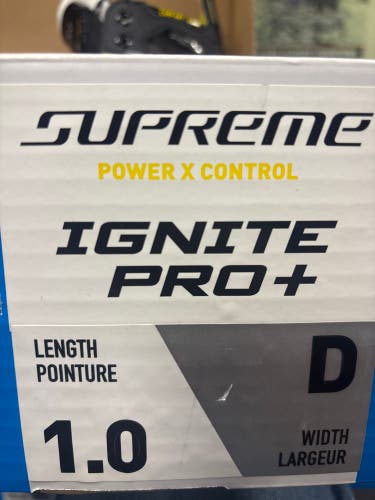 SUPREME
POWER X CONTROL
IGNITE
PRO+
LENGTH
POINTURE
1.0
D
WIDTH
LARGEUR